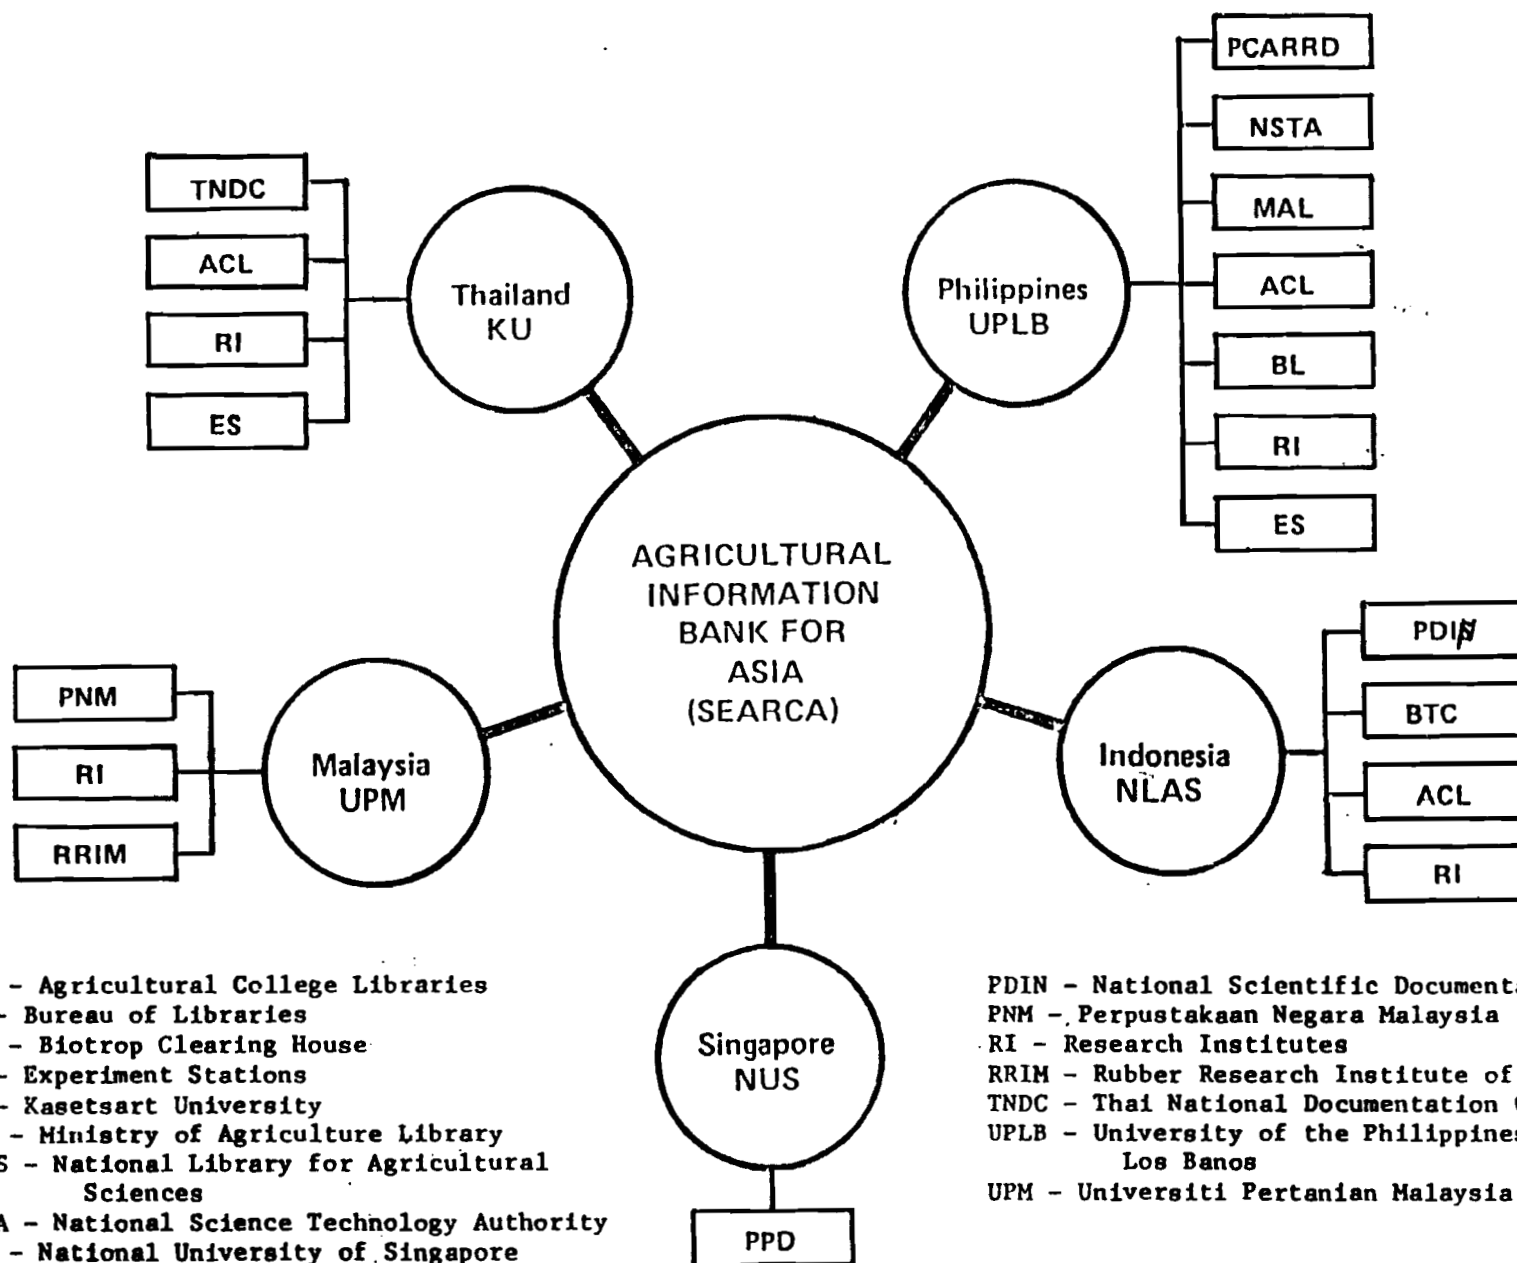 PCARRD
NSTA
MAL
ACL
BL
RI
ES
TNDC
ACL
RI
ES
Thailand
KU
Philippines
UPLB
AGRICULTURAL
INFORMATION
BANK FOR
ASIA
(SEARCA)
PNM
RI
RRIM
Malaysia
UPM
Indonesia
NLAS
PDIN
BTC
ACL
RI
Singapore
NUS
PPD
- Agricultural College Libraries
- Bureau of Libraries
- Biotrop Clearing House
- Experiment Stations
- Kasetsart University
- Ministry of Agriculture Library
S - National Library for Agricultural
Sciences
A - National Science Technology Authority
- National University of Singapore
PDIN - National Scientific Documenta
PNM - Perpustakaan Negara Malaysia
RI - Research Institutes
RRIM - Rubber Research Institute of
TNDC - Thai National Documentation
UPLB - University of the Philippines
Los Banos
UPM - Universiti Pertanian Malaysia